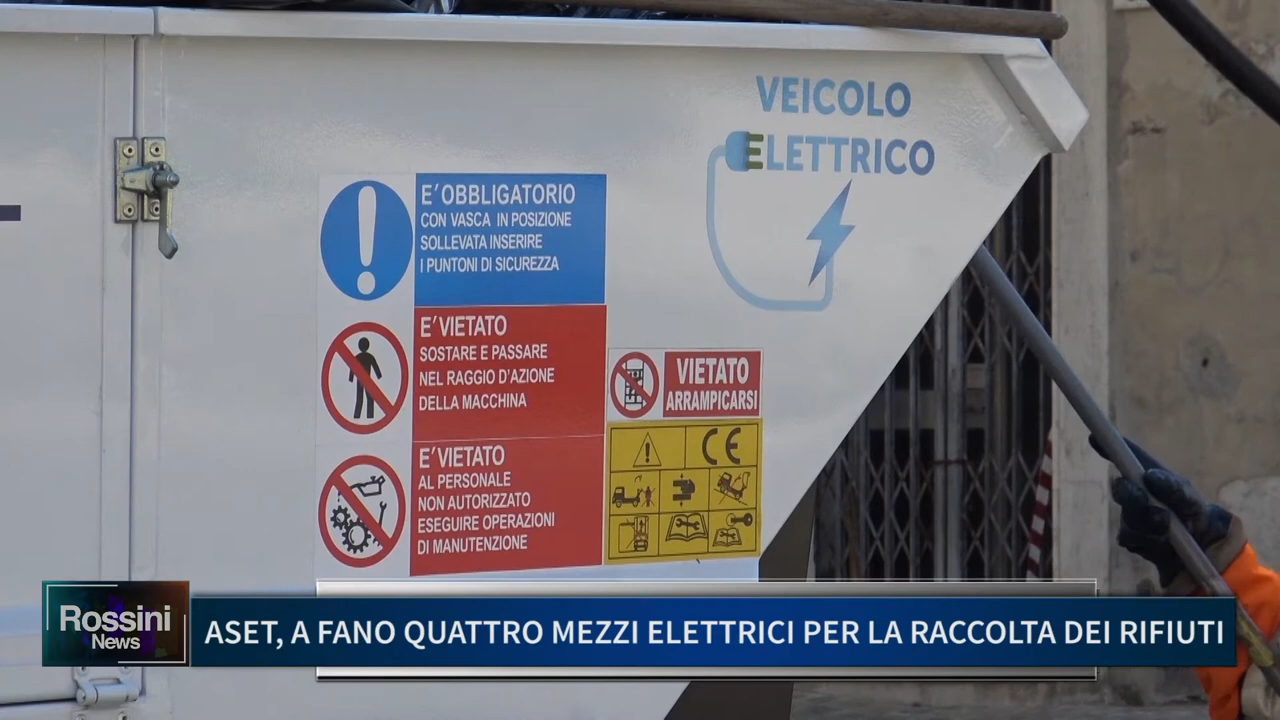 VEICOLO
ELETTRICO
E' OBBLIGATORIO
CON VASCA IN POSIZIONE
SOLLEVATA INSERIRE
I PUNTONI DI SICUREZZA
E' VIETATO
SOSTARE E PASSARE
NEL RAGGIO D'AZIONE
DELLA MACCHINA
E' VIETATO
AL PERSONALE
NON AUTORIZZATO
ESEGUIRE OPERAZIONI
DI MANUTENZIONE
VIETATO
ARRAMPICARSI
CE
Rossini
News
ASET, A FANO QUATTRO MEZZI ELETTRICI PER LA RACCOLTA DEI RIFIUTI